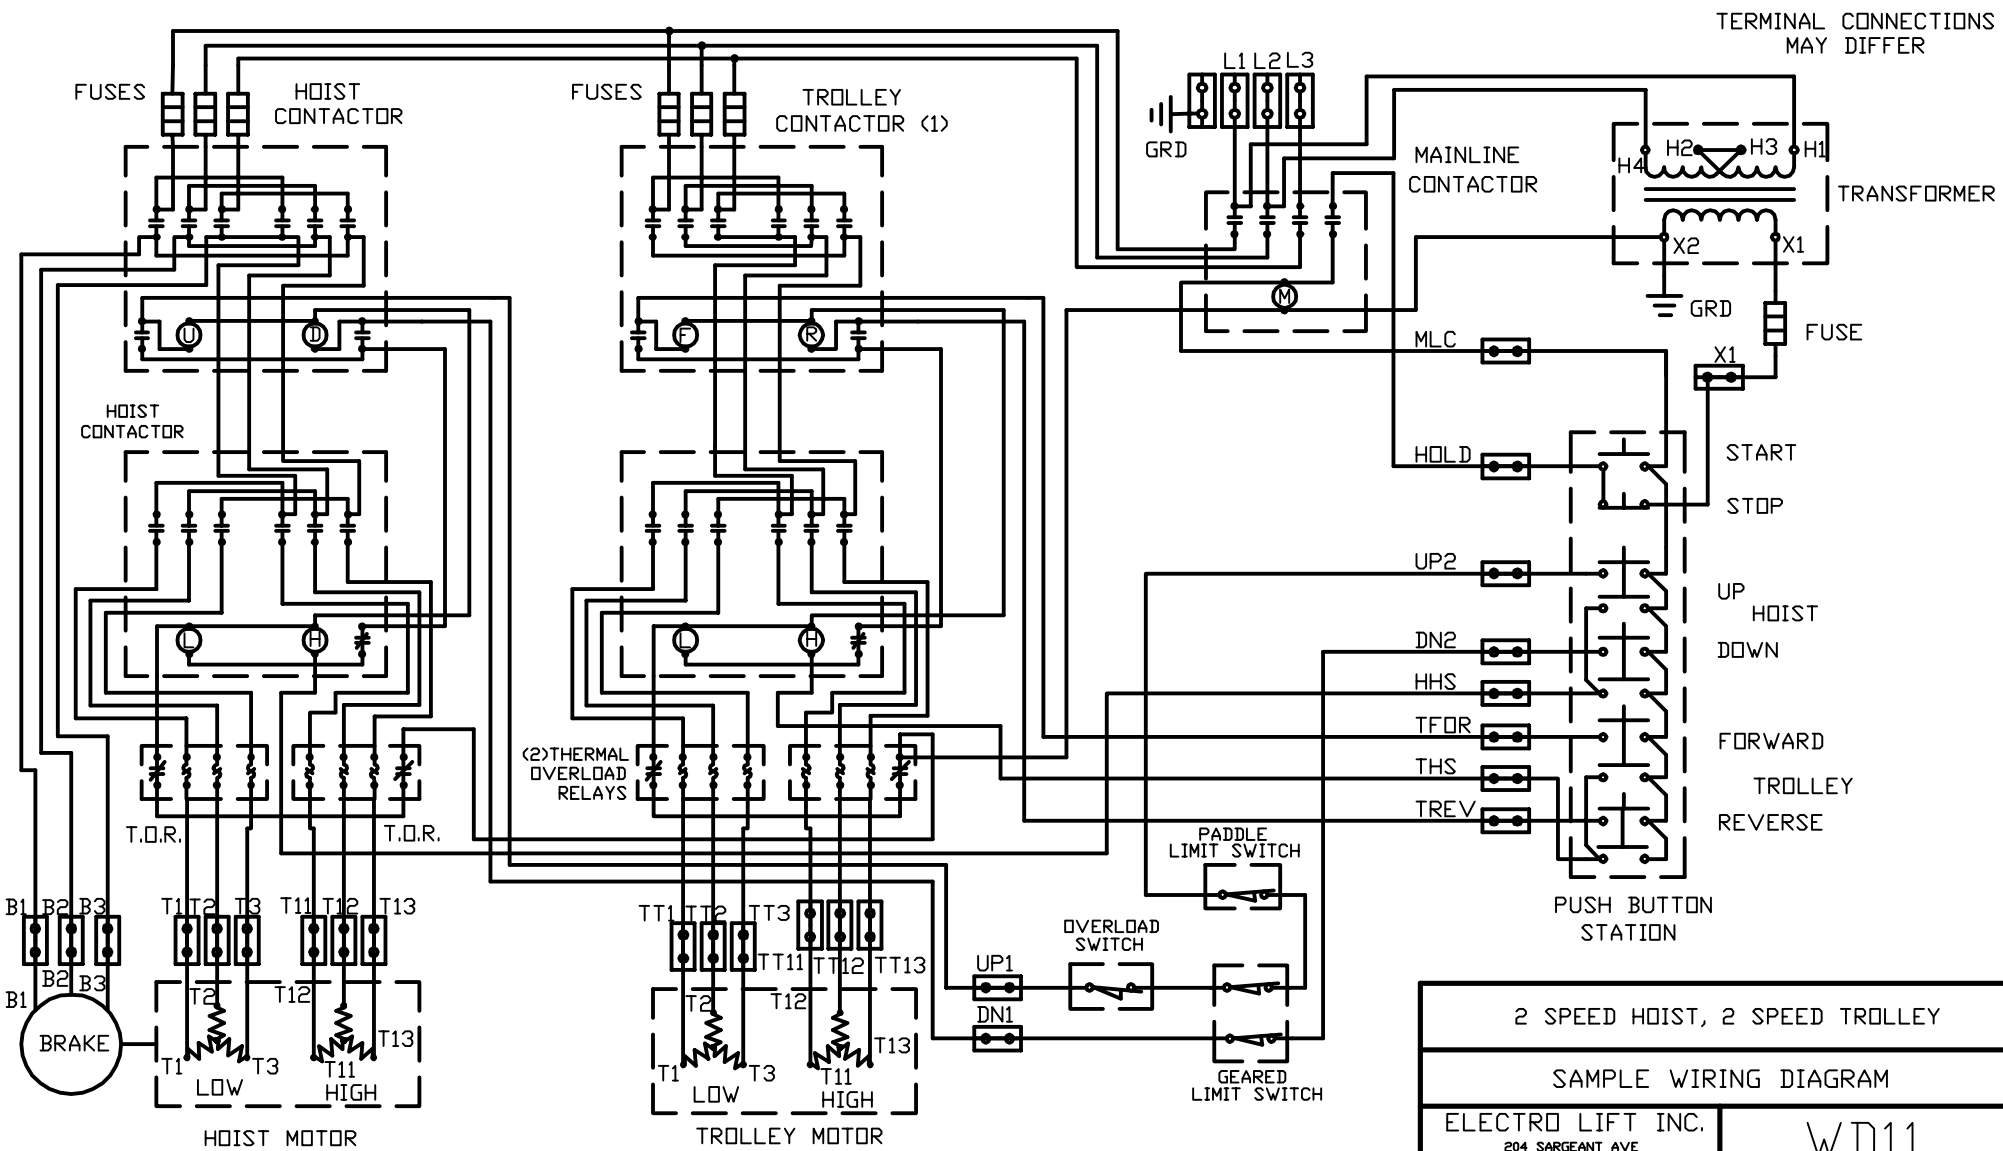 TERMINAL CONNECTIONS
MAY DIFFER
FUSES
HOIST
CONTACTOR
FUSES
TROLLEY
CONTACTOR (1)
L1 L2 L3
GRD
MAINLINE
CONTACTOR
H4 H2 H3 H1
TRANSFORMER
X2 X1
GRD
FUSE
X1
U D
F R
M
MLC
HOIST
CONTACTOR
HOLD
START
STOP
UP2
UP
HOIST
DN2
DOWN
HHS
L H
L H
TFOR
FORWARD
THS
TROLLEY
TREV
REVERSE
(2)THERMAL
OVERLOAD
RELAYS
T.O.R.
T.O.R.
PADDLE
LIMIT SWITCH
PUSH BUTTON
STATION
B1 B2 B3
T1 T2 T3
T11 T12 T13
TT1 TT2 TT3
TT11 TT12 TT13
OVERLOAD
SWITCH
UP1
DN1
GEARED
LIMIT SWITCH
B1 B2 B3
BRAKE
T2
T1 T3
LOW
T12
T11
T13
HIGH
HOIST MOTOR
T2
T1 T3
LOW
T12
T11
T13
HIGH
TROLLEY MOTOR
2 SPEED HOIST, 2 SPEED TROLLEY
SAMPLE WIRING DIAGRAM
ELECTRO LIFT INC.
204 SARGEANT AVE
WD11